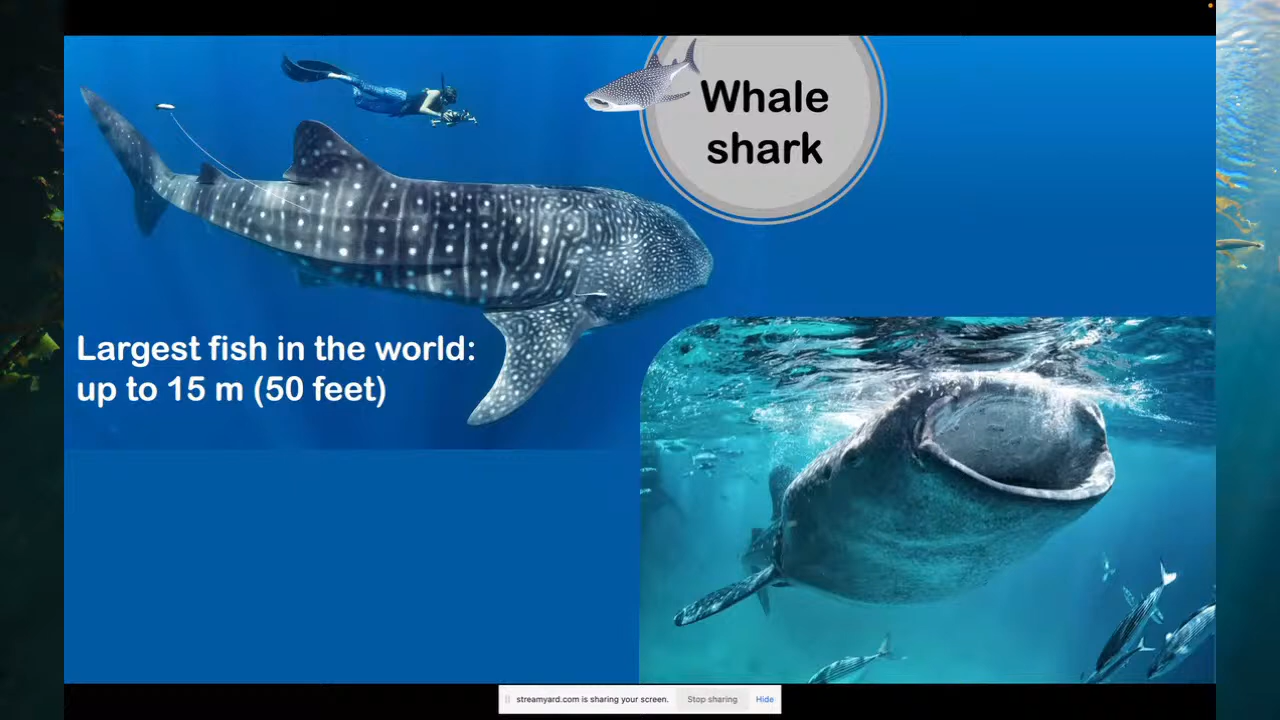 Whale
shark
Largest fish in the world:
up to 15 m (50 feet)
streamyard.com is sharing your screen.
Stop sharing
Hide